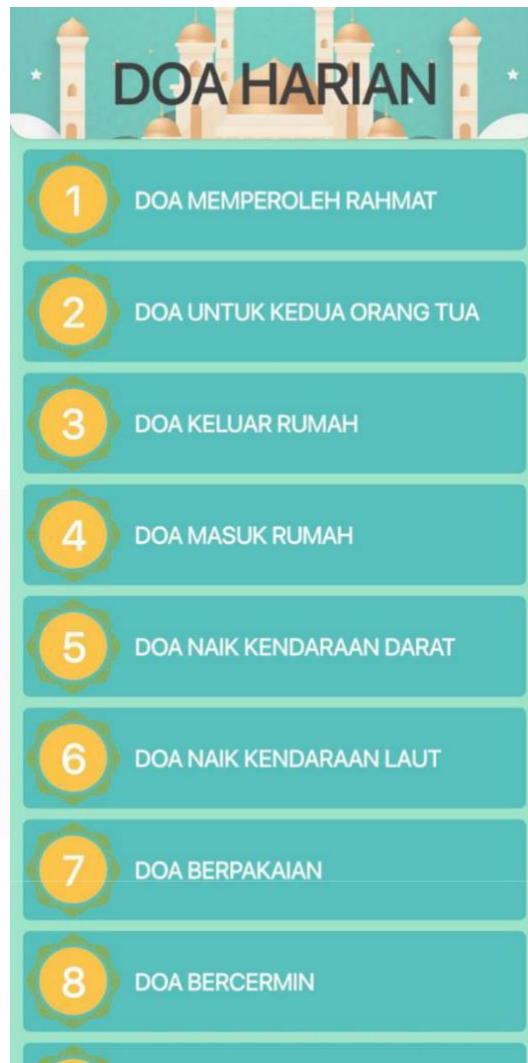 DOA HARIAN
1 DOA MEMPEROLEH RAHMAT
2 DOA UNTUK KEDUA ORANG TUA
3 DOA KELUAR RUMAH
4 DOA MASUK RUMAH
5 DOA NAIK KENDARAAN DARAT
6 DOA NAIK KENDARAAN LAUT
7 DOA BERPAKAIAN
8 DOA BERCERMIN